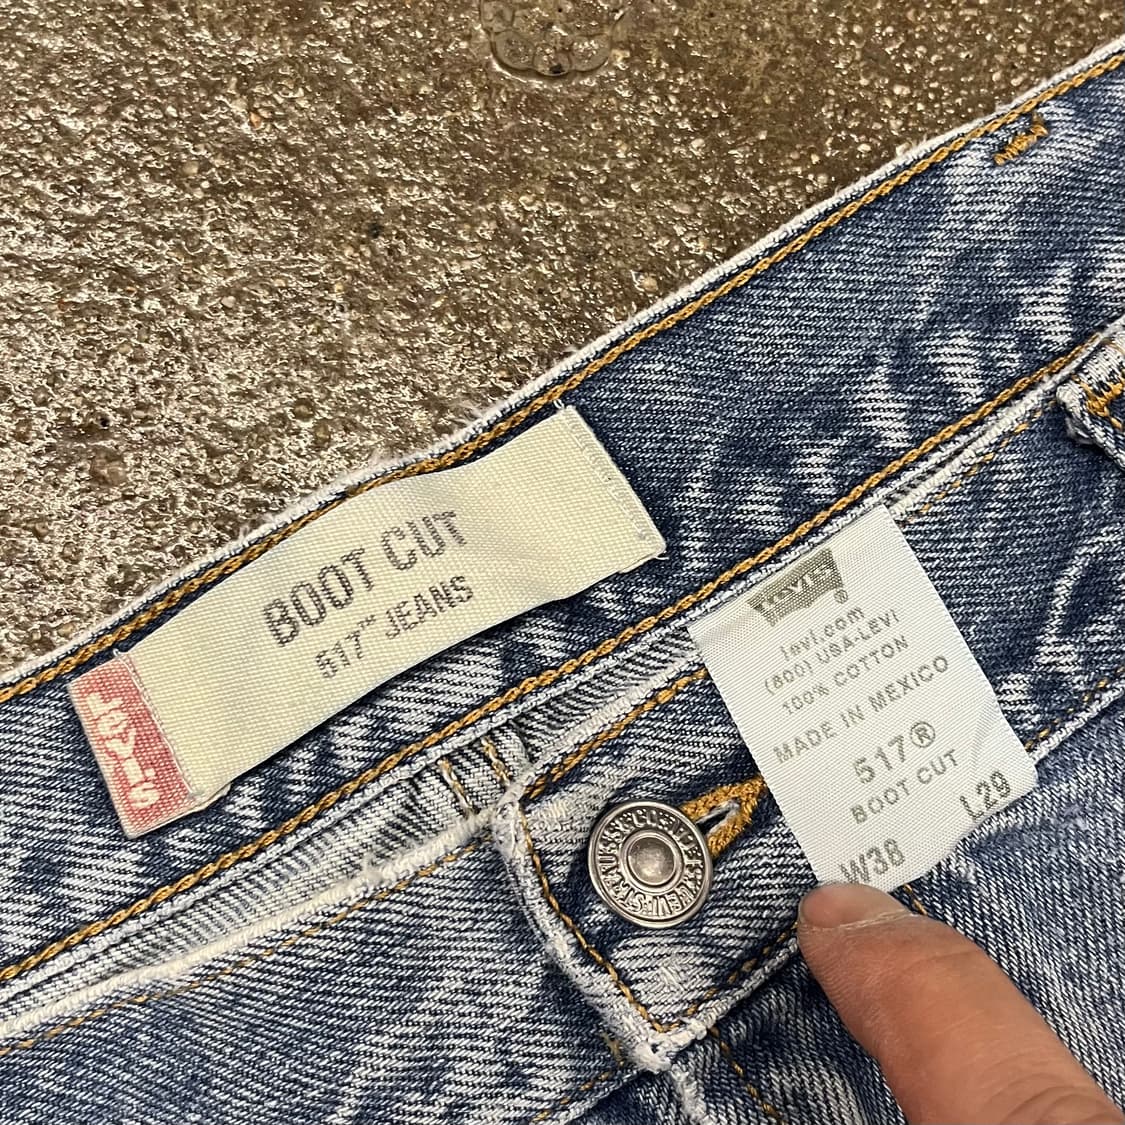 BOOT CUT
517™ JEANS
Levi's
Levi's®
levi.com
(800) USA-LEVI
100% COTTON
MADE IN MEXICO
517®
BOOT CUT
W38 L29
LEVI STRAUSS & CO